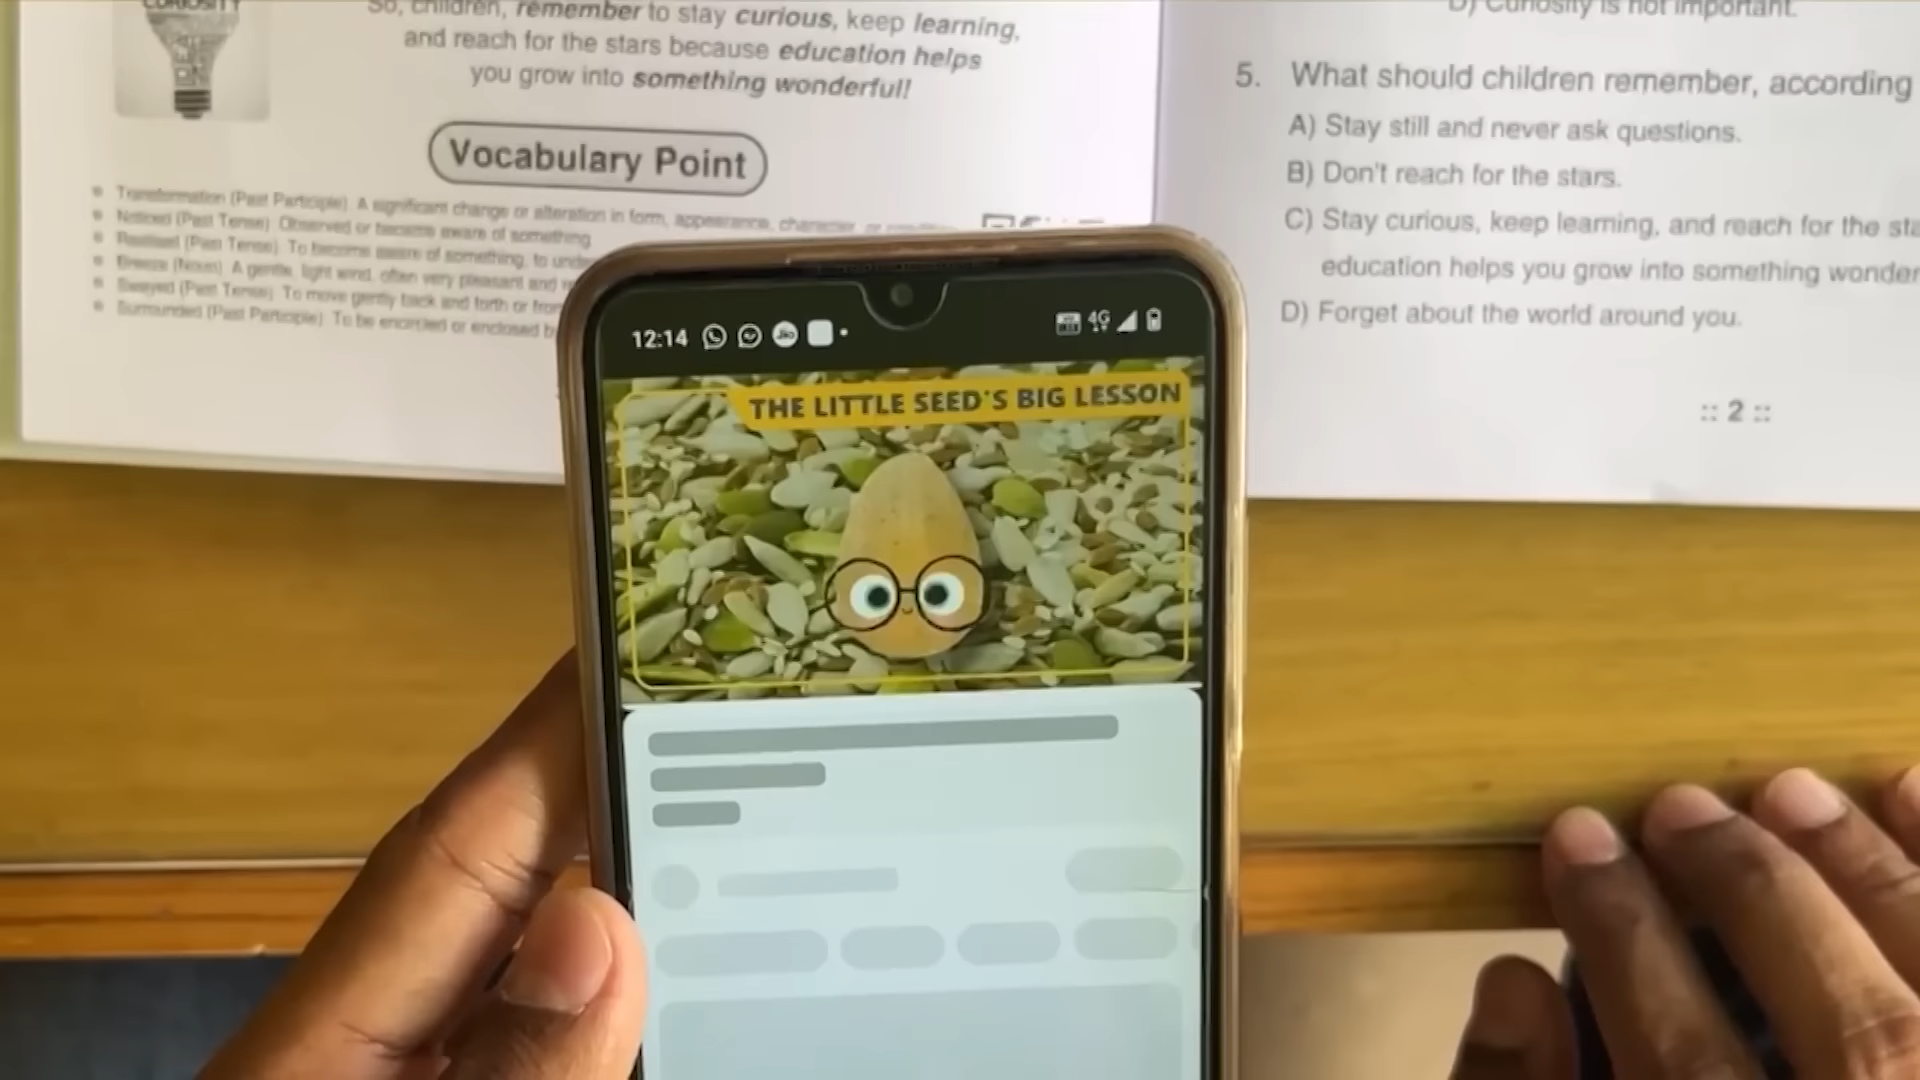 CURIOSITY
So, children, remember to stay curious, keep learning,
and reach for the stars because education helps
you grow into something wonderful!
Vocabulary Point
Transformation (Past Participle) A significant change or alteration in form, appearance, character, or
Noticed (Past Tense) Observed or became aware of something
Realised (Past Tense) To become aware of something, to
Breeze (Noun) A gentle, light wind, often very pleasant and
Swayed (Past Tense) To move gently back and forth or
Surrounded (Past Participle) To be encircled or enclosed
D) Curiosity is not important.
5. What should children remember, according
A) Stay still and never ask questions.
B) Don't reach for the stars.
C) Stay curious, keep learning, and reach for the
education helps you grow into something
D) Forget about the world around you.
:: 2 ::
12:14
Jio
4G
THE LITTLE SEED'S BIG LESSON